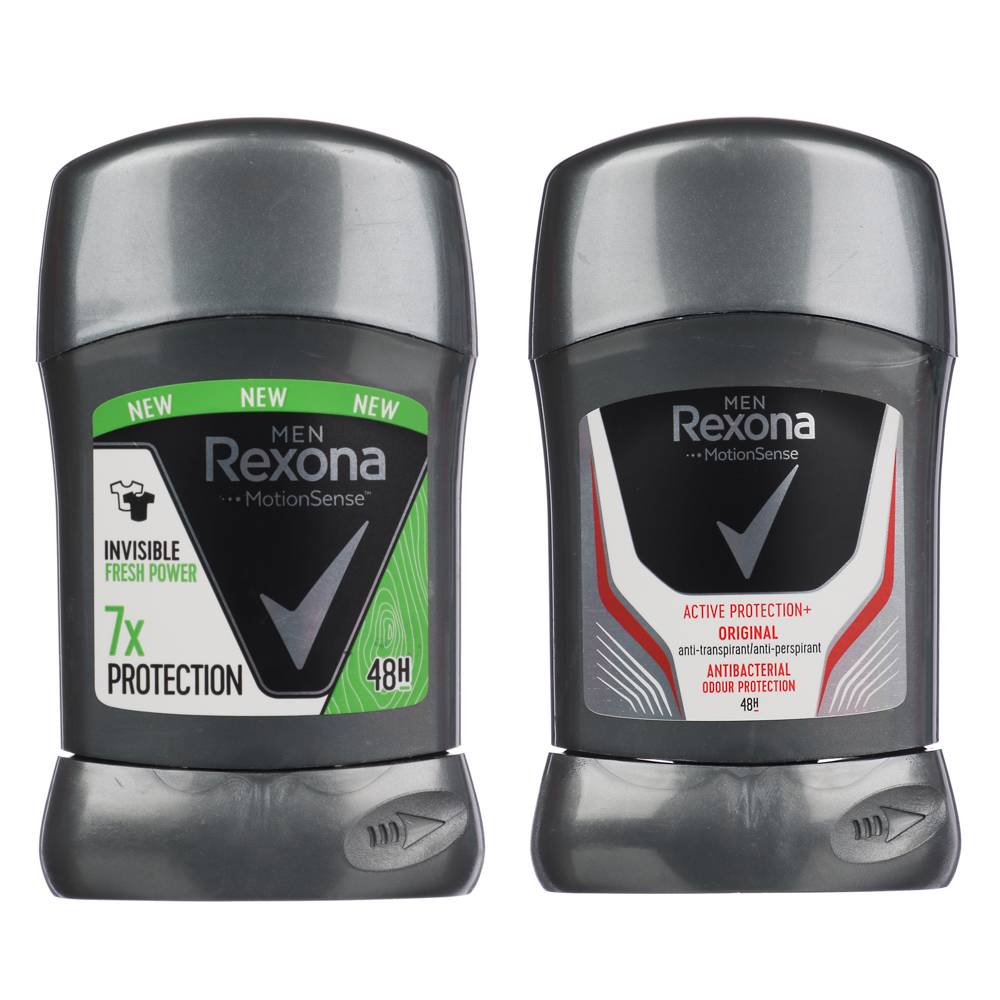 NEW NEW NEW
MEN
Rexona
MotionSense™
INVISIBLE
FRESH POWER
7x
PROTECTION
48H
MEN
Rexona
MotionSense
ACTIVE PROTECTION+
ORIGINAL
anti-transpirant/anti-perspirant
ANTIBACTERIAL
ODOUR PROTECTION
48H